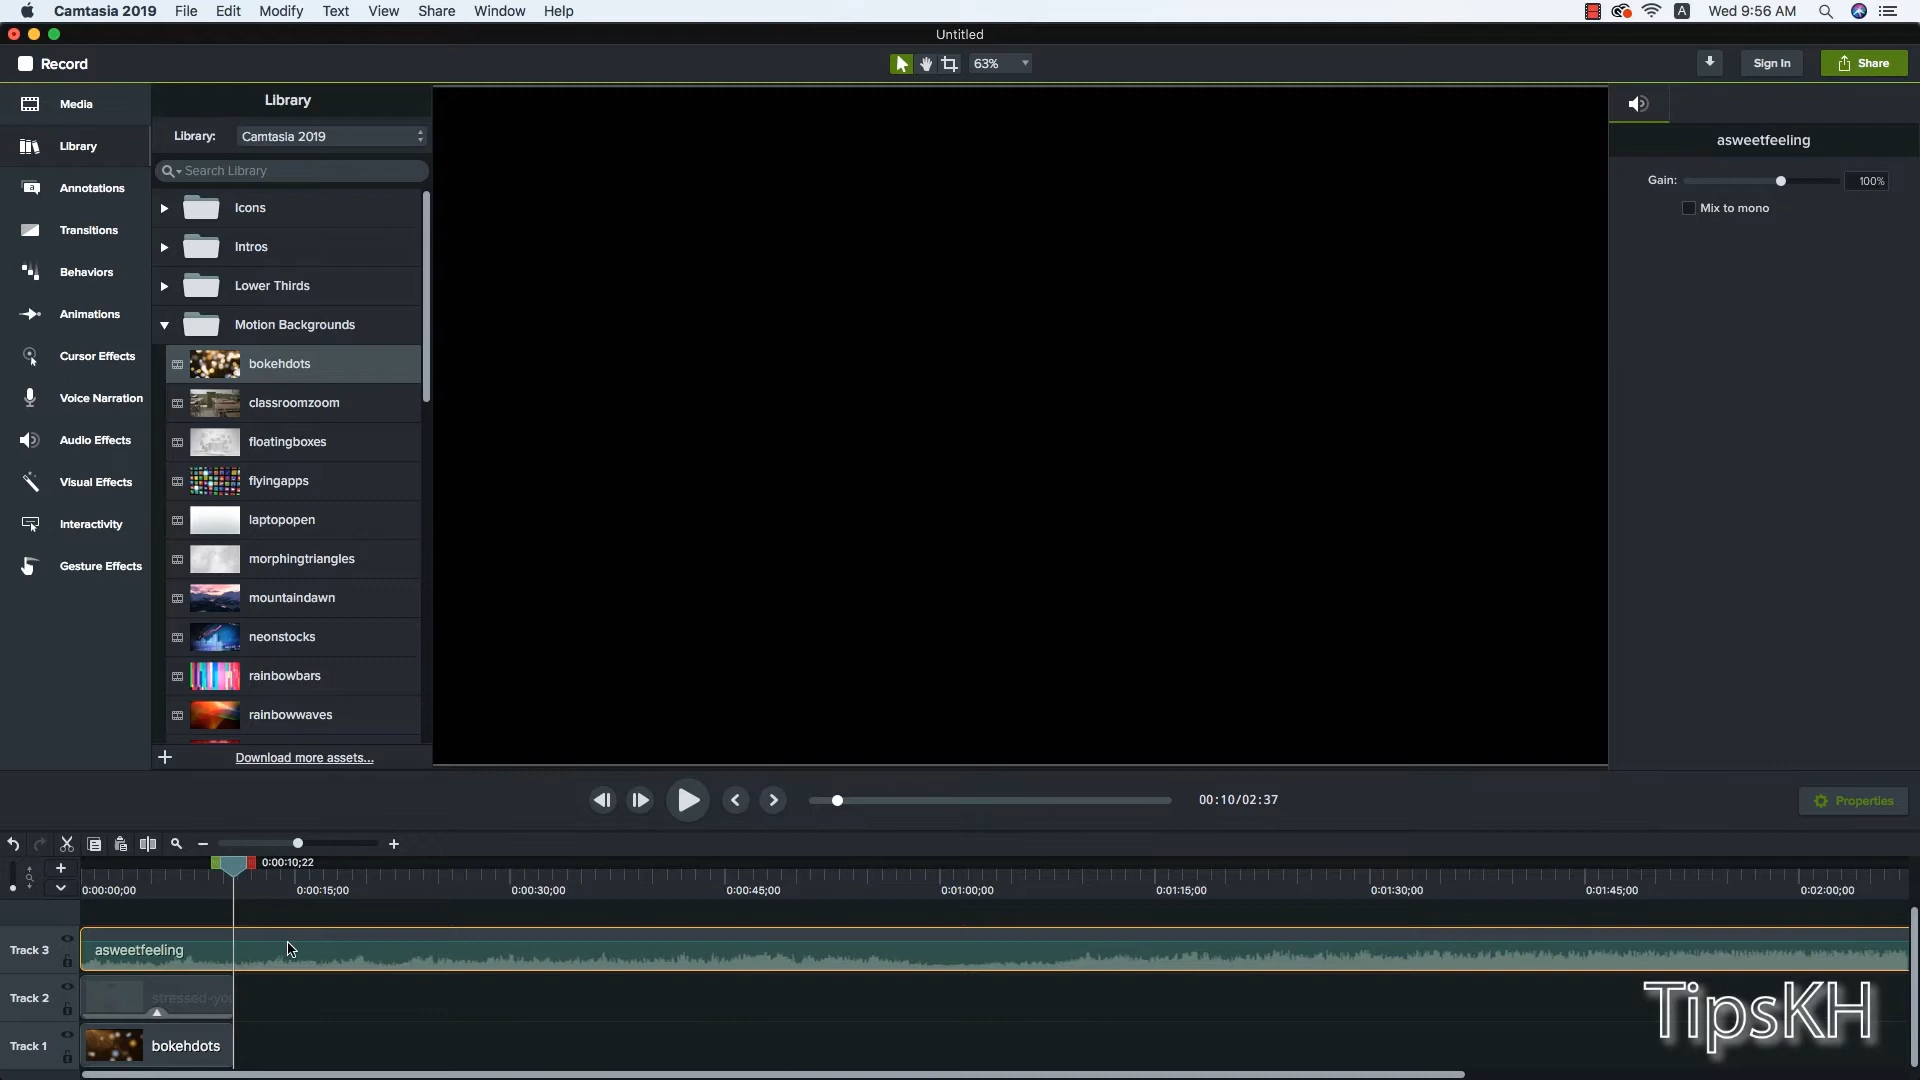 Camtasia 2019 File Edit Modify Text View Share Window Help
A Wed 9:56 AM
Untitled
Record
63%
Sign In
Share
Media
Library
Annotations
Transitions
Behaviors
Animations
Cursor Effects
Voice Narration
Audio Effects
Visual Effects
Interactivity
Gesture Effects
Library
Library: Camtasia 2019
Search Library
Icons
Intros
Lower Thirds
Motion Backgrounds
bokehdots
classroomzoom
floatingboxes
flyingapps
laptopopen
morphingtriangles
mountaindawn
neonstocks
rainbowbars
rainbowwaves
Download more assets...
asweetfeeling
Gain: 100%
Mix to mono
00:10/02:37
Properties
0:00:10;22
0:00:00;00 0:00:15;00 0:00:30;00 0:00:45;00 0:01:00;00 0:01:15;00 0:01:30;00 0:01:45;00 0:02:00;00
Track 3 asweetfeeling
Track 2 stressed-you
Track 1 bokehdots
TipsKH